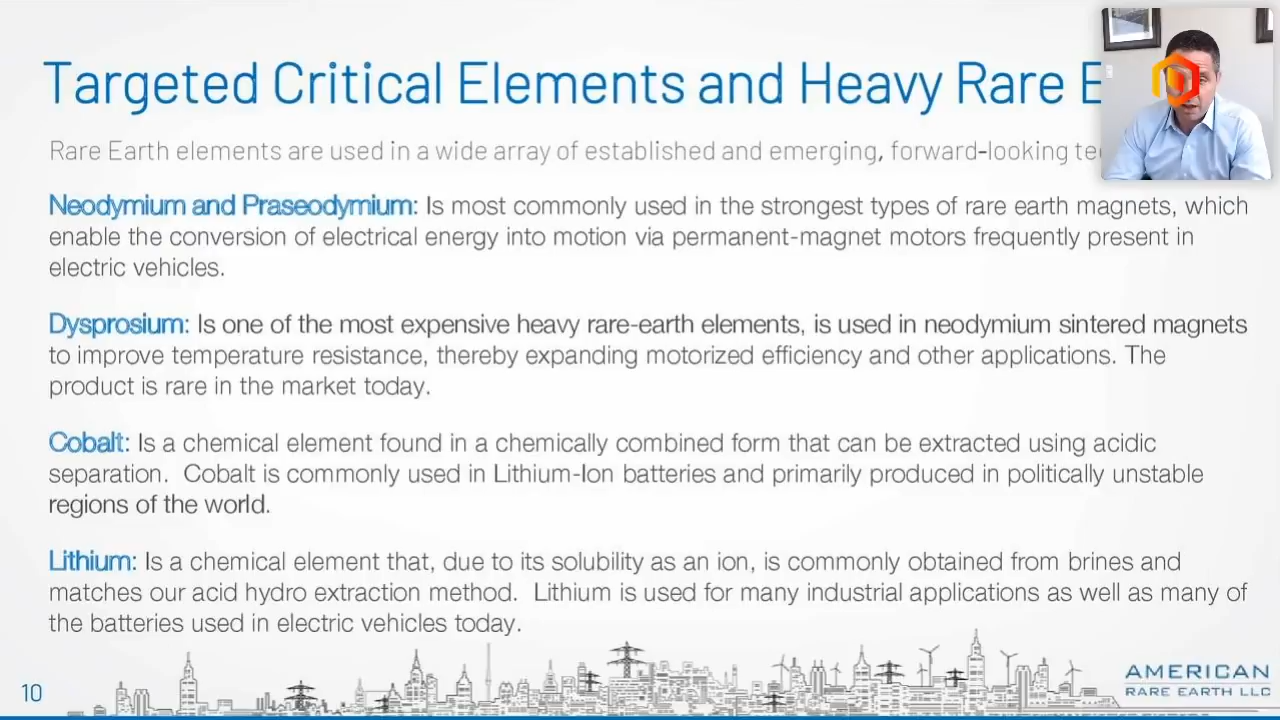 Targeted Critical Elements and Heavy Rare
Rare Earth elements are used in a wide array of established and emerging, forward-looking
Neodymium and Praseodymium: Is most commonly used in the strongest types of rare earth magnets, which
enable the conversion of electrical energy into motion via permanent-magnet motors frequently present in
electric vehicles.
Dysprosium: Is one of the most expensive heavy rare-earth elements, is used in neodymium sintered magnets
to improve temperature resistance, thereby expanding motorized efficiency and other applications. The
product is rare in the market today.
Cobalt: Is a chemical element found in a chemically combined form that can be extracted using acidic
separation. Cobalt is commonly used in Lithium-Ion batteries and primarily produced in politically unstable
regions of the world.
Lithium: Is a chemical element that, due to its solubility as an ion, is commonly obtained from brines and
matches our acid hydro extraction method. Lithium is used for many industrial applications as well as many of
the batteries used in electric vehicles today.
10
AMERICAN
RARE EARTH LLC